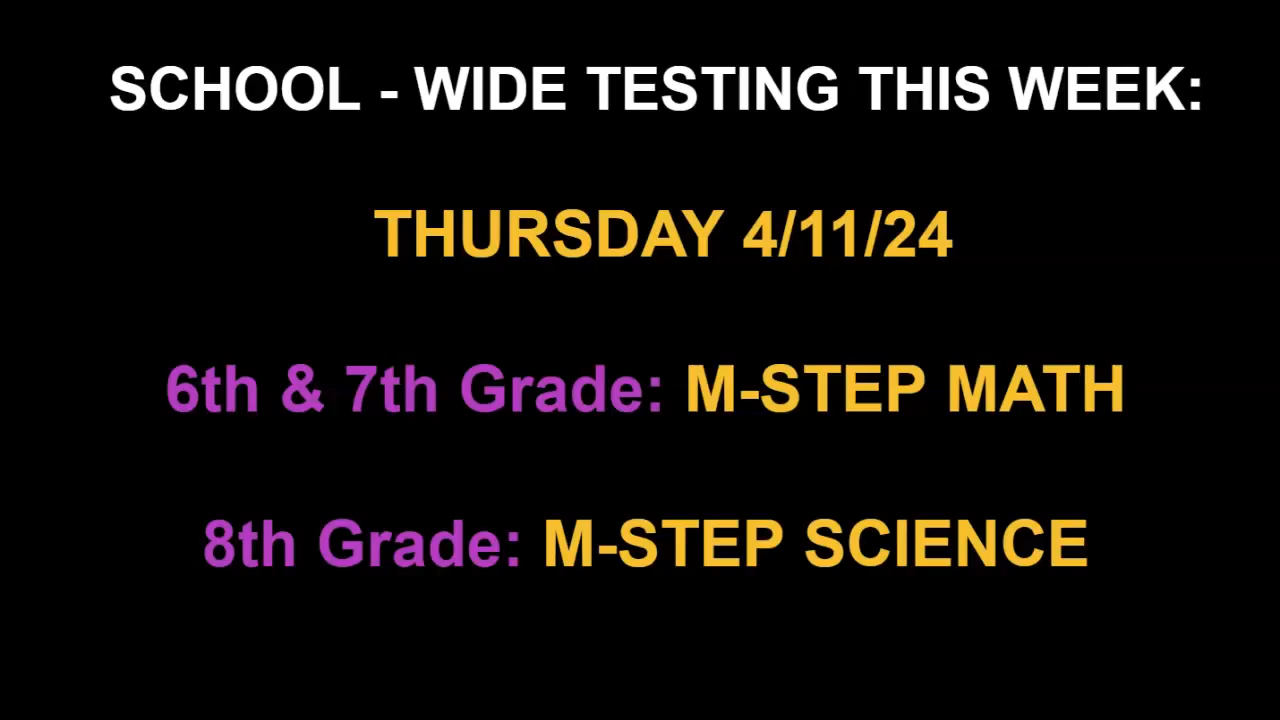 SCHOOL - WIDE TESTING THIS WEEK:
THURSDAY 4/11/24
6th & 7th Grade: M-STEP MATH
8th Grade: M-STEP SCIENCE